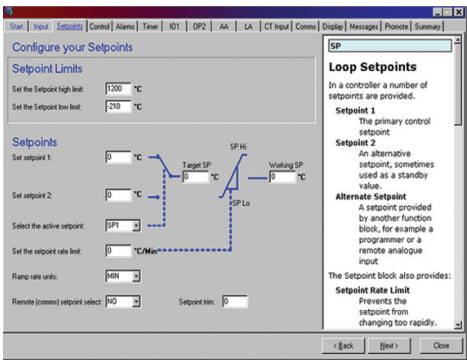 Start Input Setpoints Control Alarms Timer IO1 OP2 AA LA CT Input Comms Display Messages Promote Summary
Configure your Setpoints
Setpoint Limits
Set the Setpoint high limit: 1200 °C
Set the Setpoint low limit: -210 °C
Setpoints
SP Hi
Set setpoint 1: 0 °C
Target SP
0 °C
Working SP
0 °C
SP Lo
Set setpoint 2: 0 °C
Select the active setpoint: SP1
Set the setpoint rate limit: 0 °C/Min
Ramp rate units: MIN
Remote (comms) setpoint select: NO
Setpoint trim: 0
SP
Loop Setpoints
In a controller a number of
setpoints are provided.
Setpoint 1
The primary control
setpoint
Setpoint 2
An alternative
setpoint, sometimes
used as a standby
value.
Alternate Setpoint
A setpoint provided
by another function
block, for example a
programmer or a
remote analogue
input
The Setpoint block also provides:
Setpoint Rate Limit
Prevents the
setpoint from
changing too rapidly.
< Back Next > Close